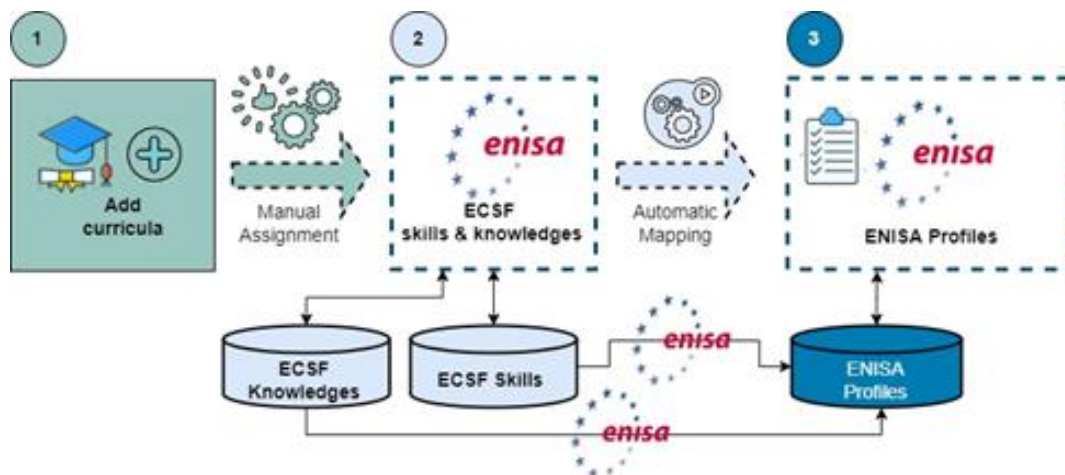 1
2
3
Add
curricula
Manual
Assignment
enisa
ECSF
skills & knowledges
Automatic
Mapping
enisa
ENISA Profiles
ECSF
Knowledges
ECSF Skills
enisa
enisa
ENISA
Profiles